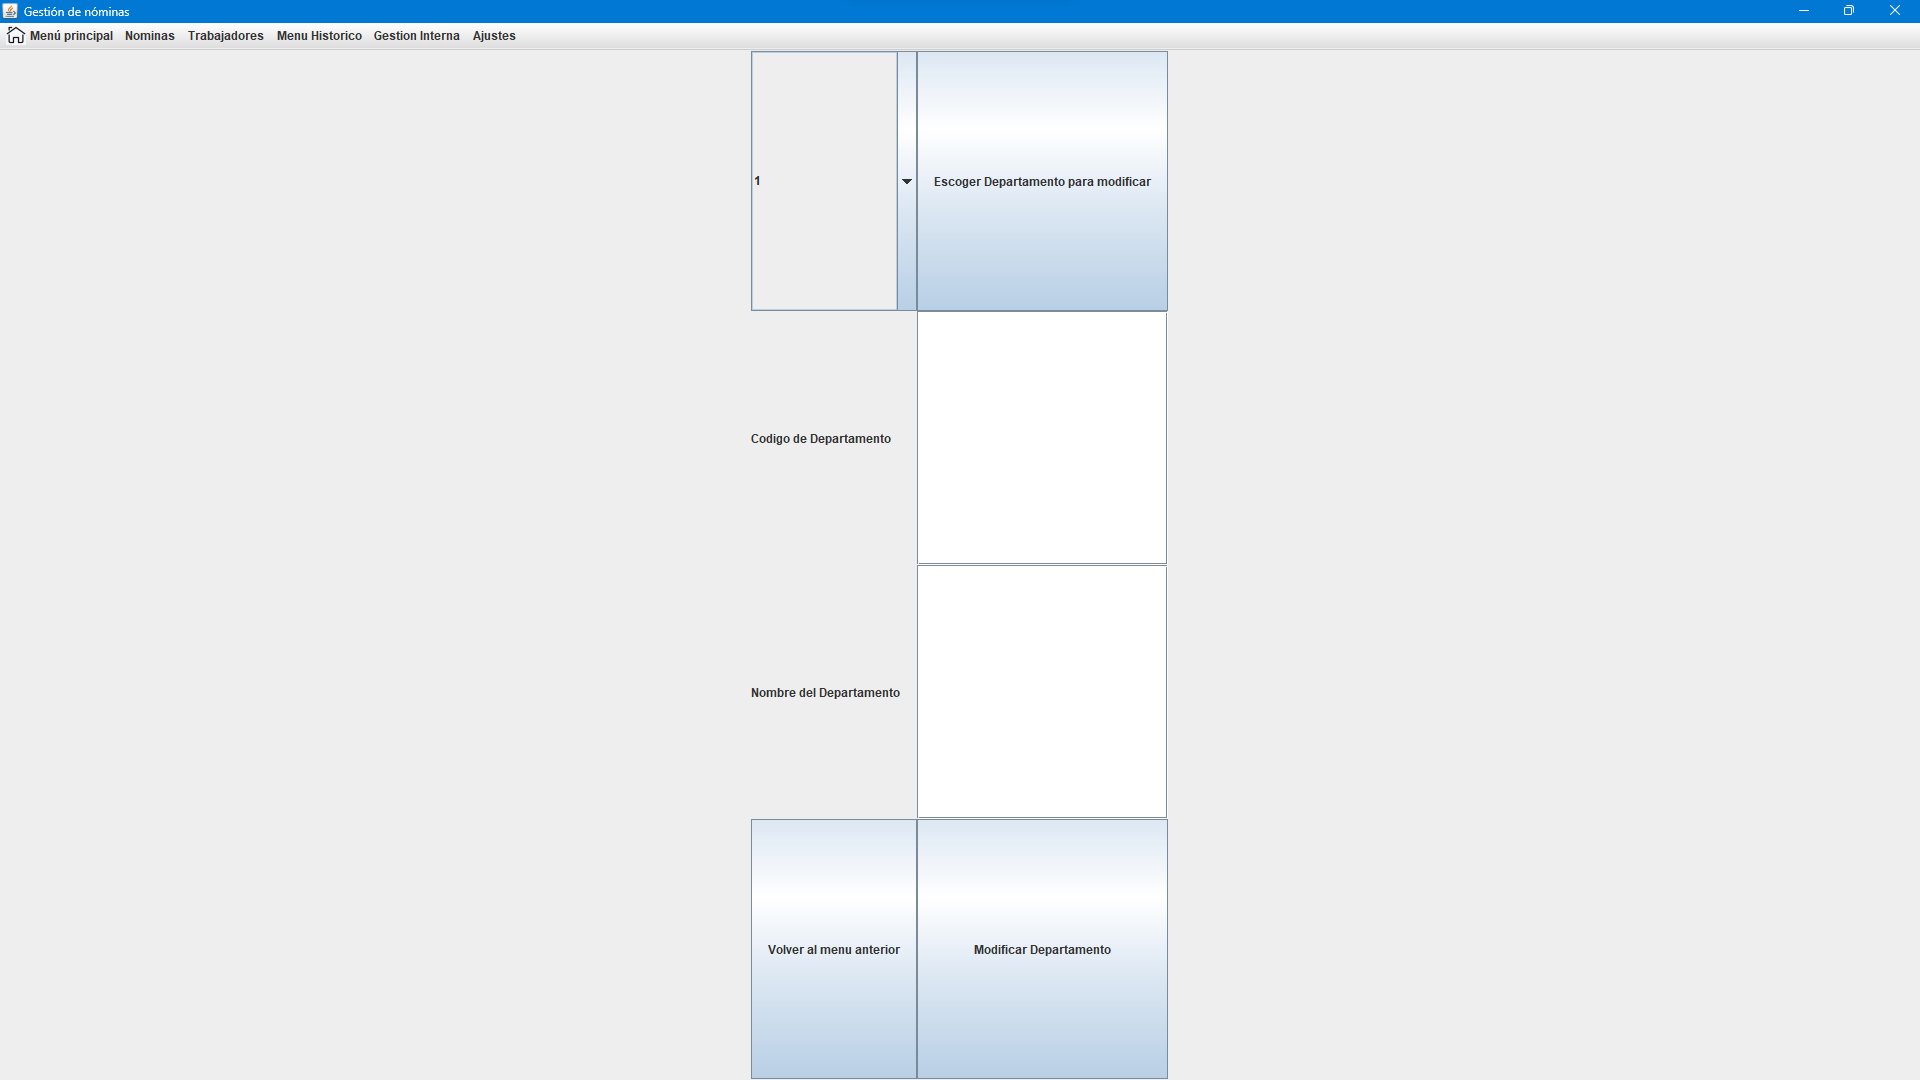 Gestión de nóminas
Menú principal Nominas Trabajadores Menu Historico Gestion Interna Ajustes
1 Escoger Departamento para modificar
Codigo de Departamento
Nombre del Departamento
Volver al menu anterior Modificar Departamento